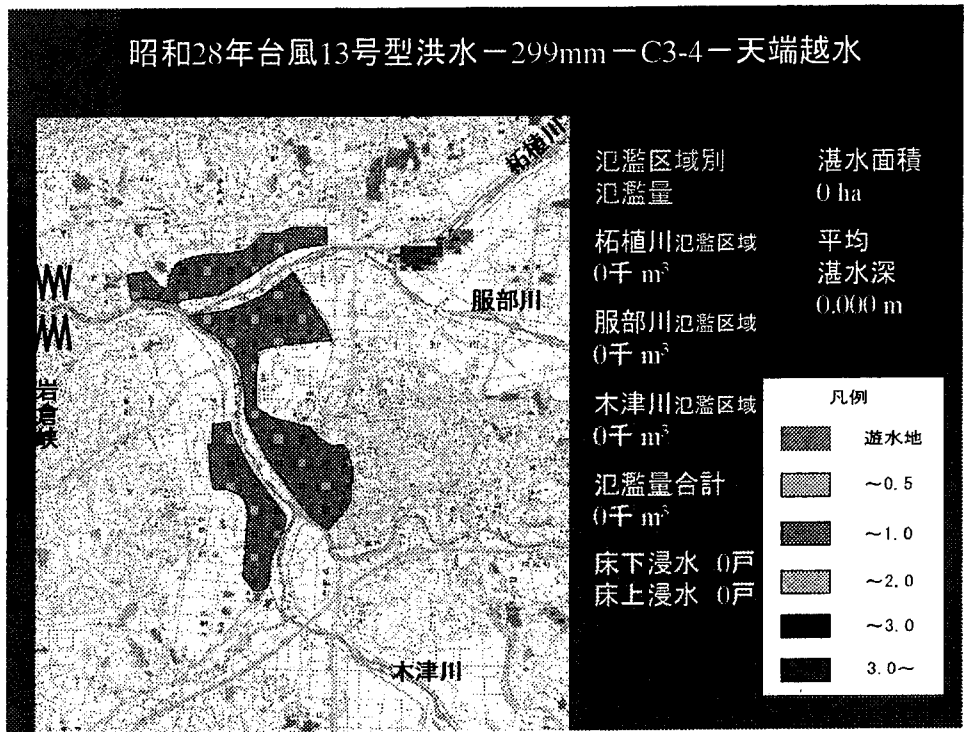 昭和28年台風13号型洪水－299mm－C3-4－天端越水
柘植川
服部川
岩倉峡
木津川
氾濫区域別
氾濫量
柘植川氾濫区域
0千 m³
服部川氾濫区域
0千 m³
木津川氾濫区域
0千 m³
氾濫量合計
0千 m³
床下浸水 0戸
床上浸水 0戸
湛水面積
0 ha
平均
湛水深
0.000 m
凡例
遊水地
～0.5
～1.0
～2.0
～3.0
3.0～